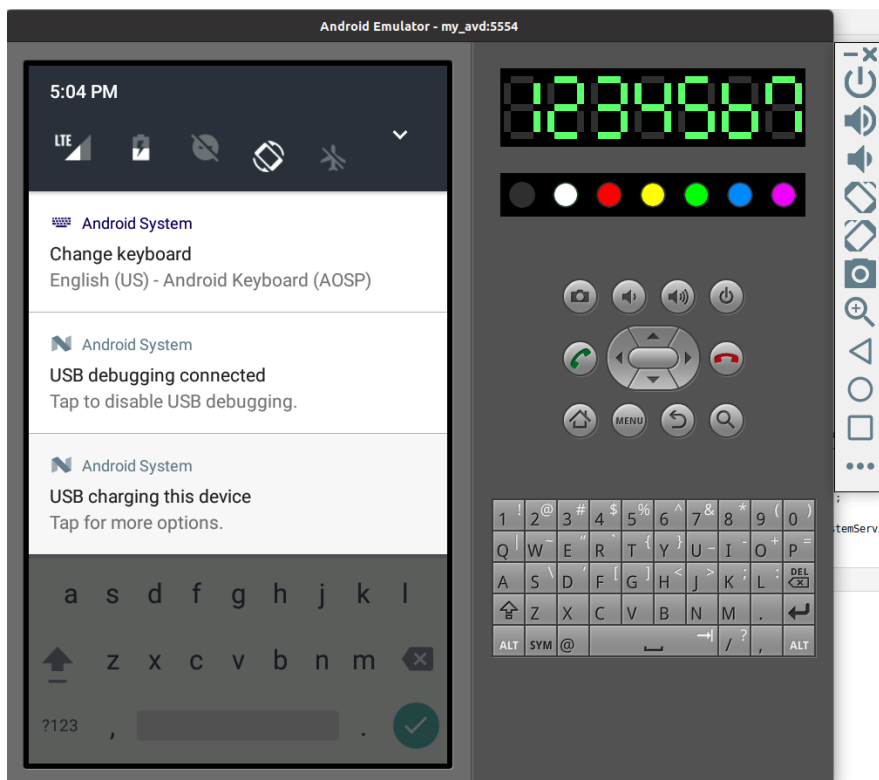 Android Emulator - my_avd:5554
5:04 PM
LTE
Android System
Change keyboard
English (US) - Android Keyboard (AOSP)
Android System
USB debugging connected
Tap to disable USB debugging.
Android System
USB charging this device
Tap for more options.
a s d f g h j k l
z x c v b n m
?123 , .
1234567
MENU
1 ! 2 @ 3 # 4 $ 5 % 6 ^ 7 & 8 * 9 ( 0 )
Q | W ~ E " R ` T { Y } U _ I - O + P =
A S \ D ' F [ G ] H < J > K ; L : DEL
Z X C V B N M .
ALT SYM @ / ? , ALT
;
stemServi